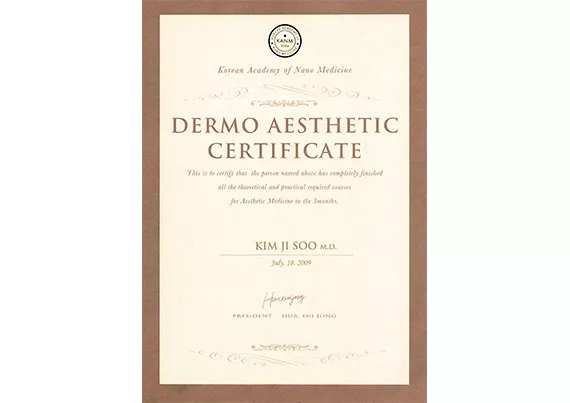 KANM
Korean Academy of Nano Medicine
DERMO AESTHETIC
CERTIFICATE
This is to certify that the person named above has completely finished
all the theoretical and practical required courses
for Aesthetic Medicine in the 3months.
KIM JI SOO M.D.
July, 18, 2009
PRESIDENT HUR, EUI JONG